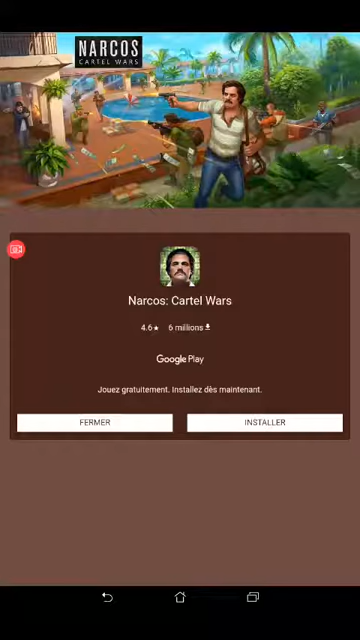 NARCOS
CARTEL WARS
Narcos: Cartel Wars
4.6★ 6 millions
Google Play
Jouez gratuitement. Installez dès maintenant.
FERMER
INSTALLER